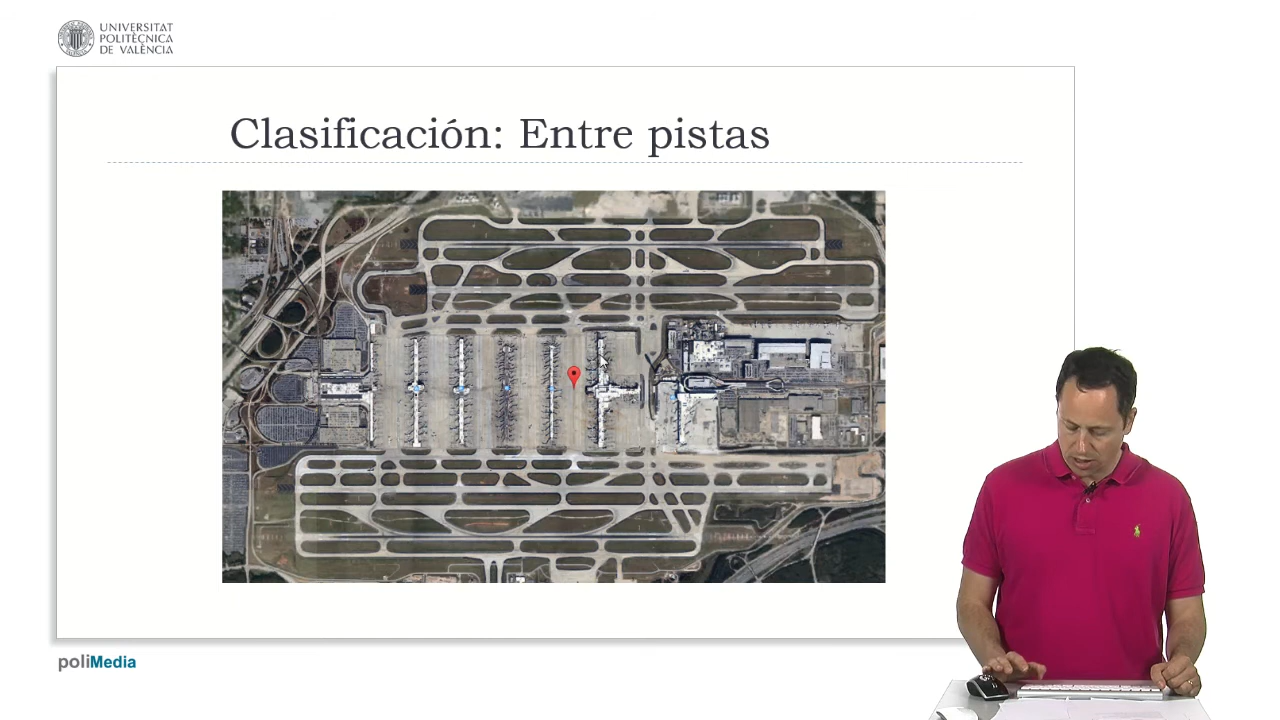 UNIVERSITAT
POLITÈCNICA
DE VALÈNCIA
Clasificación: Entre pistas
poliMedia